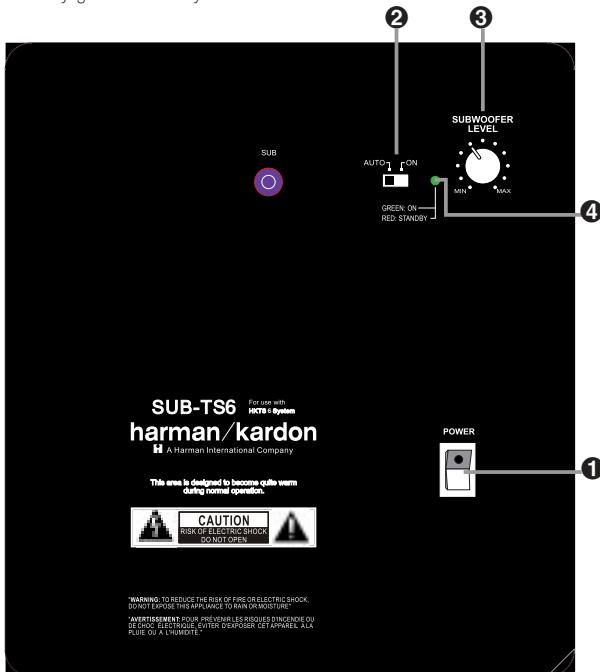 ❷
❸
SUBWOOFER
LEVEL
SUB
AUTO
ON
MIN
MAX
GREEN: ON
RED: STANDBY
❹
SUB-TS6
For use with
HKTS 6 System
harman/kardon
A Harman International Company
POWER
❶
This area is designed to become quite warm
during normal operation.
CAUTION
RISK OF ELECTRIC SHOCK
DO NOT OPEN
"WARNING: TO REDUCE THE RISK OF FIRE OR ELECTRIC SHOCK,
DO NOT EXPOSE THIS APPLIANCE TO RAIN OR MOISTURE"
"AVERTISSEMENT: POUR PRÉVENIR LES RISQUES D'INCENDIE OU
DE CHOC ÉLECTRIQUE, ÉVITER D'EXPOSER CET APPAREIL A LA
PLUIE OU A L'HUMIDITÉ."